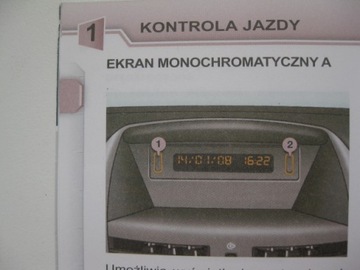 1 KONTROLA JAZDY
EKRAN MONOCHROMATYCZNY A
1 2
14/01/08 16:22